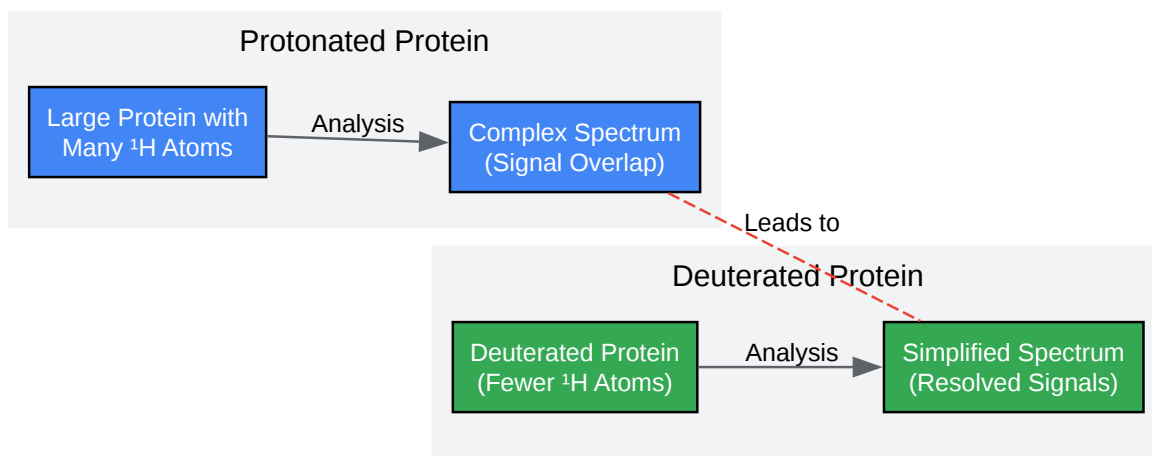 Protonated Protein
Large Protein with
Many ¹H Atoms
Analysis
Complex Spectrum
(Signal Overlap)
Leads to
Deuterated Protein
Deuterated Protein
(Fewer ¹H Atoms)
Analysis
Simplified Spectrum
(Resolved Signals)